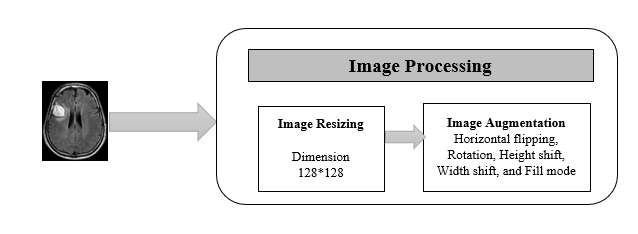 Image Processing
Image Resizing
Dimension
128*128
Image Augmentation
Horizontal flipping,
Rotation, Height shift,
Width shift, and Fill mode